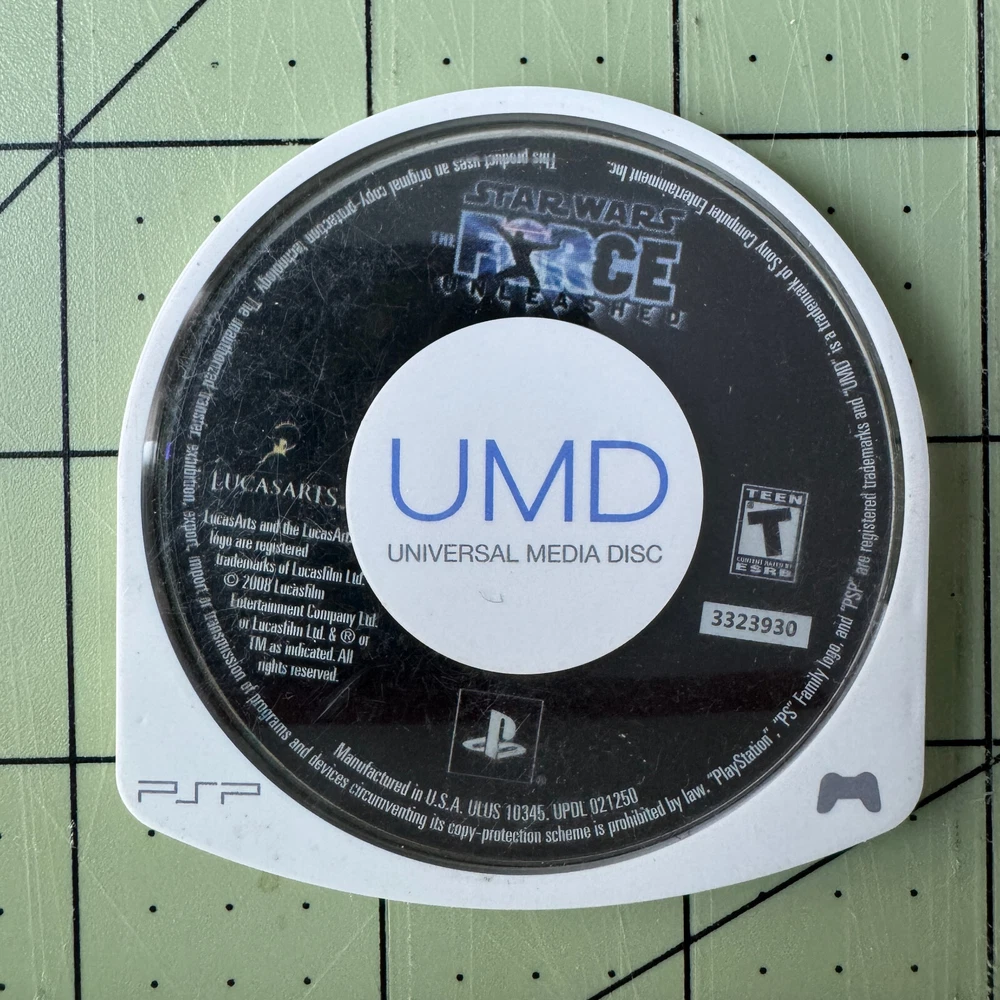 STAR WARS
THE FORCE
UNLEASHED
LUCASARTS
LucasArts and the LucasArt
logo are registered
trademarks of Lucasfilm Ltd.
© 2008 Lucasfilm
Entertainment Company Ltd.
or Lucasfilm Ltd. & ® or
TM as indicated. All
rights reserved.
UMD
UNIVERSAL MEDIA DISC
TEEN
T
CONTENT RATED BY
ESRB
3323930
Manufactured in U.S.A. ULUS 10345. UPDL 021250
This product uses an original copy-protection technology. The unauthorized transfer, exhibition, export, import or transmission of programs and devices circumventing its copy-protection scheme is prohibited by law. "PlayStation", "PS" Family logo, and "PSP" are registered trademarks and "UMD" is a trademark of Sony Computer Entertainment Inc.
PSP